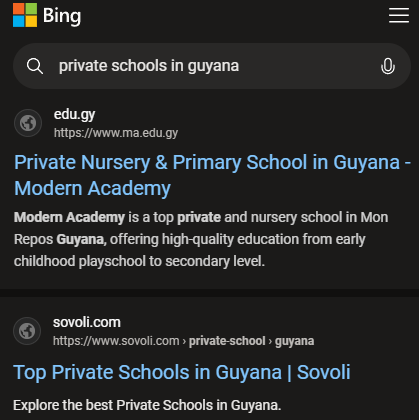 Bing
private schools in guyana
edu.gy
https://www.ma.edu.gy
Private Nursery & Primary School in Guyana -
Modern Academy
Modern Academy is a top private and nursery school in Mon
Repos Guyana, offering high-quality education from early
childhood playschool to secondary level.
sovoli.com
https://www.sovoli.com › private-school › guyana
Top Private Schools in Guyana | Sovoli
Explore the best Private Schools in Guyana.